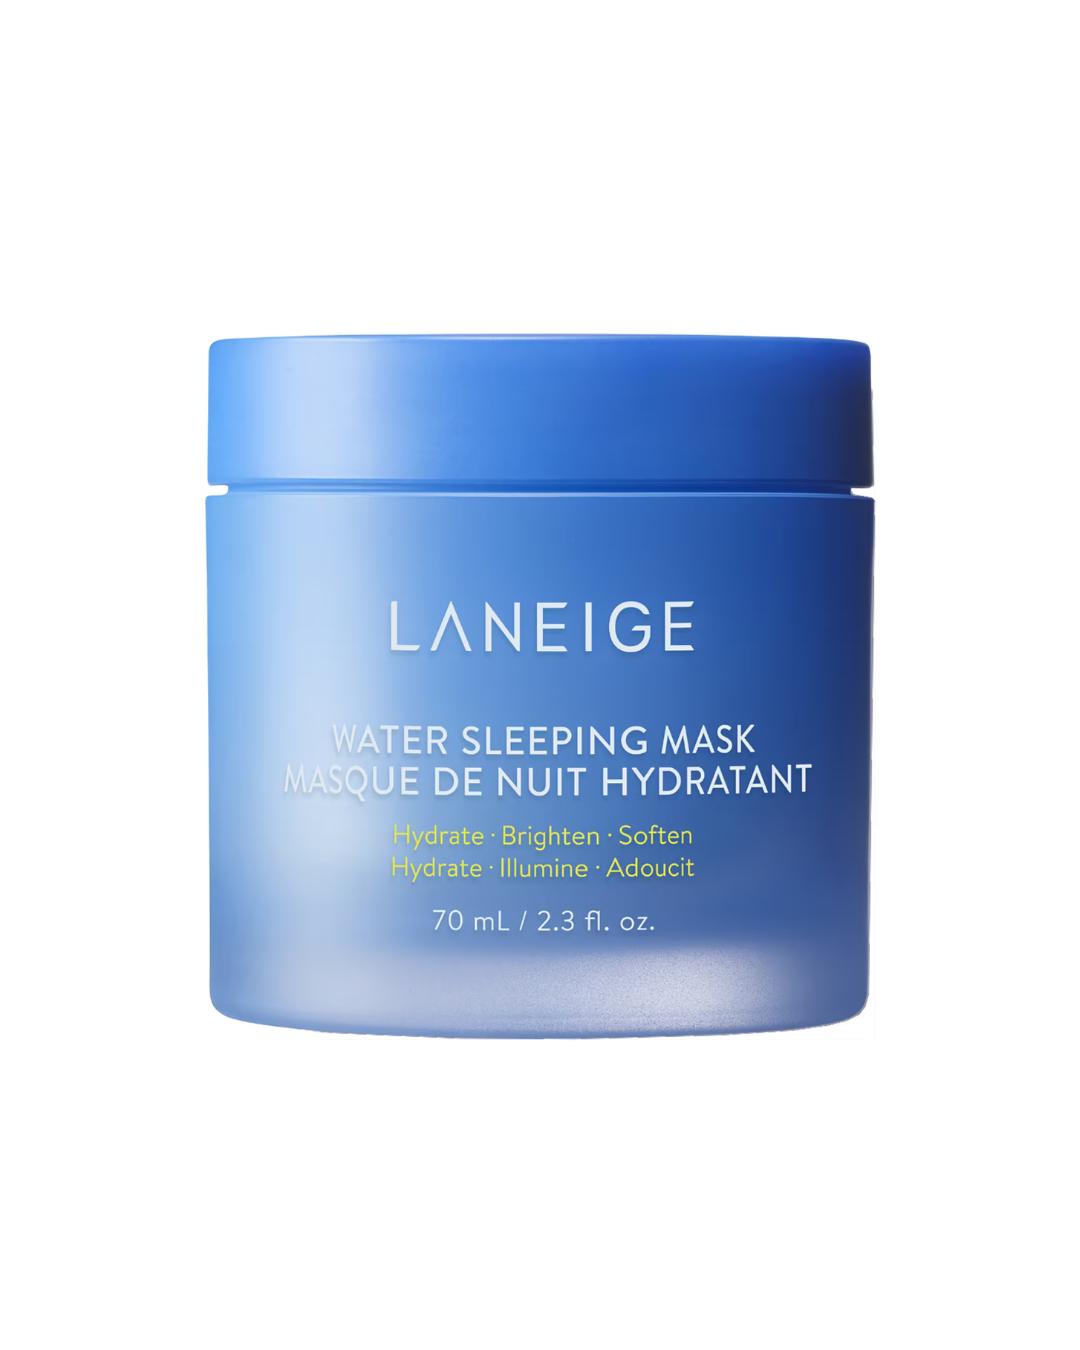 LANEIGE
WATER SLEEPING MASK
MASQUE DE NUIT HYDRATANT
Hydrate · Brighten · Soften
Hydrate · Illumine · Adoucit
70 mL / 2.3 fl. oz.